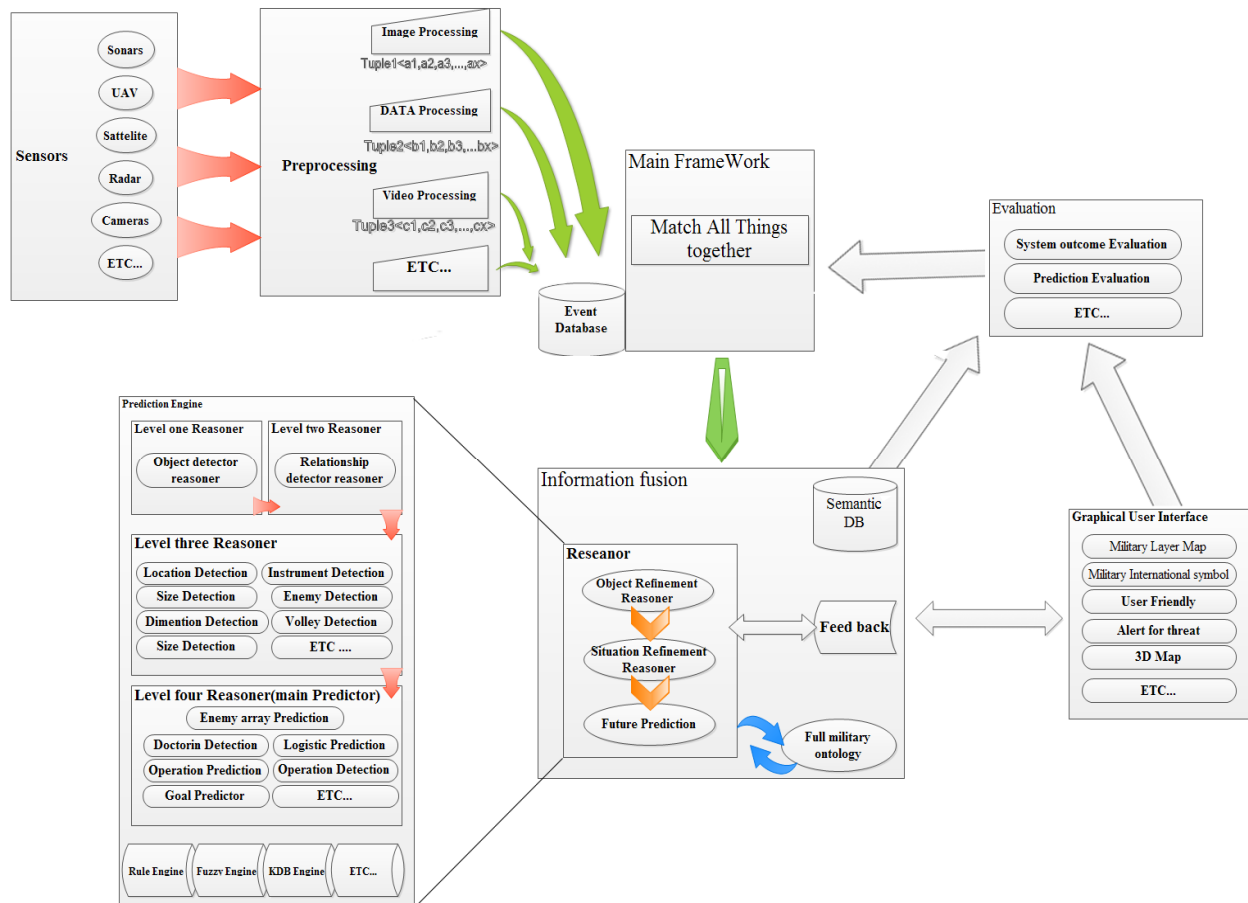 Sensors
Sonars
UAV
Sattelite
Radar
Cameras
ETC...
Preprocessing
Image Processing
Tuple1<a1,a2,a3,...,ax>
DATA Processing
Tuple2<b1,b2,b3,...bx>
Video Processing
Tuple3<c1,c2,c3,...,cx>
ETC...
Event
Database
Main FrameWork
Match All Things
together
Evaluation
System outcome Evaluation
Prediction Evaluation
ETC...
Prediction Engine
Level one Reasoner
Object detector
reasoner
Level two Reasoner
Relationship
detector reasoner
Level three Reasoner
Location Detection
Instrument Detection
Size Detection
Enemy Detection
Dimention Detection
Volley Detection
Size Detection
ETC ....
Level four Reasoner(main Predictor)
Enemy array Prediction
Doctorin Detection
Logistic Prediction
Operation Prediction
Operation Detection
Goal Predictor
ETC...
Rule Engine
Fuzzy Engine
KDB Engine
ETC...
Information fusion
Semantic
DB
Reseanor
Object Refinement
Reasoner
Situation Refinement
Reasoner
Future Prediction
Feed back
Full military
ontology
Graphical User Interface
Military Layer Map
Military International symbol
User Friendly
Alert for threat
3D Map
ETC...